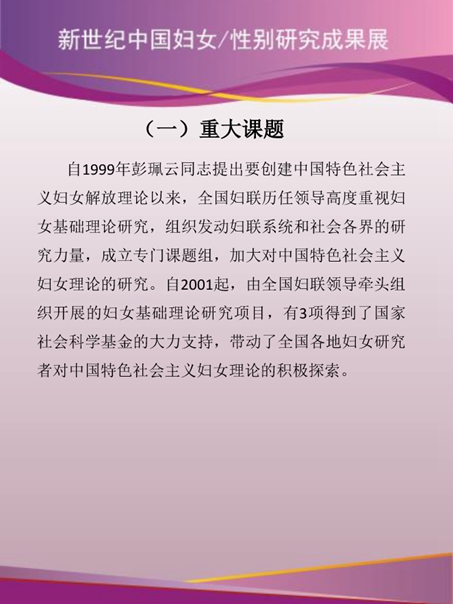 新世纪中国妇女/性别研究成果展
（一）重大课题
自1999年彭珮云同志提出要创建中国特色社会主
义妇女解放理论以来，全国妇联历任领导高度重视妇
女基础理论研究，组织发动妇联系统和社会各界的研
究力量，成立专门课题组，加大对中国特色社会主义
妇女理论的研究。自2001起，由全国妇联领导牵头组
织开展的妇女基础理论研究项目，有3项得到了国家
社会科学基金的大力支持，带动了全国各地妇女研究
者对中国特色社会主义妇女理论的积极探索。